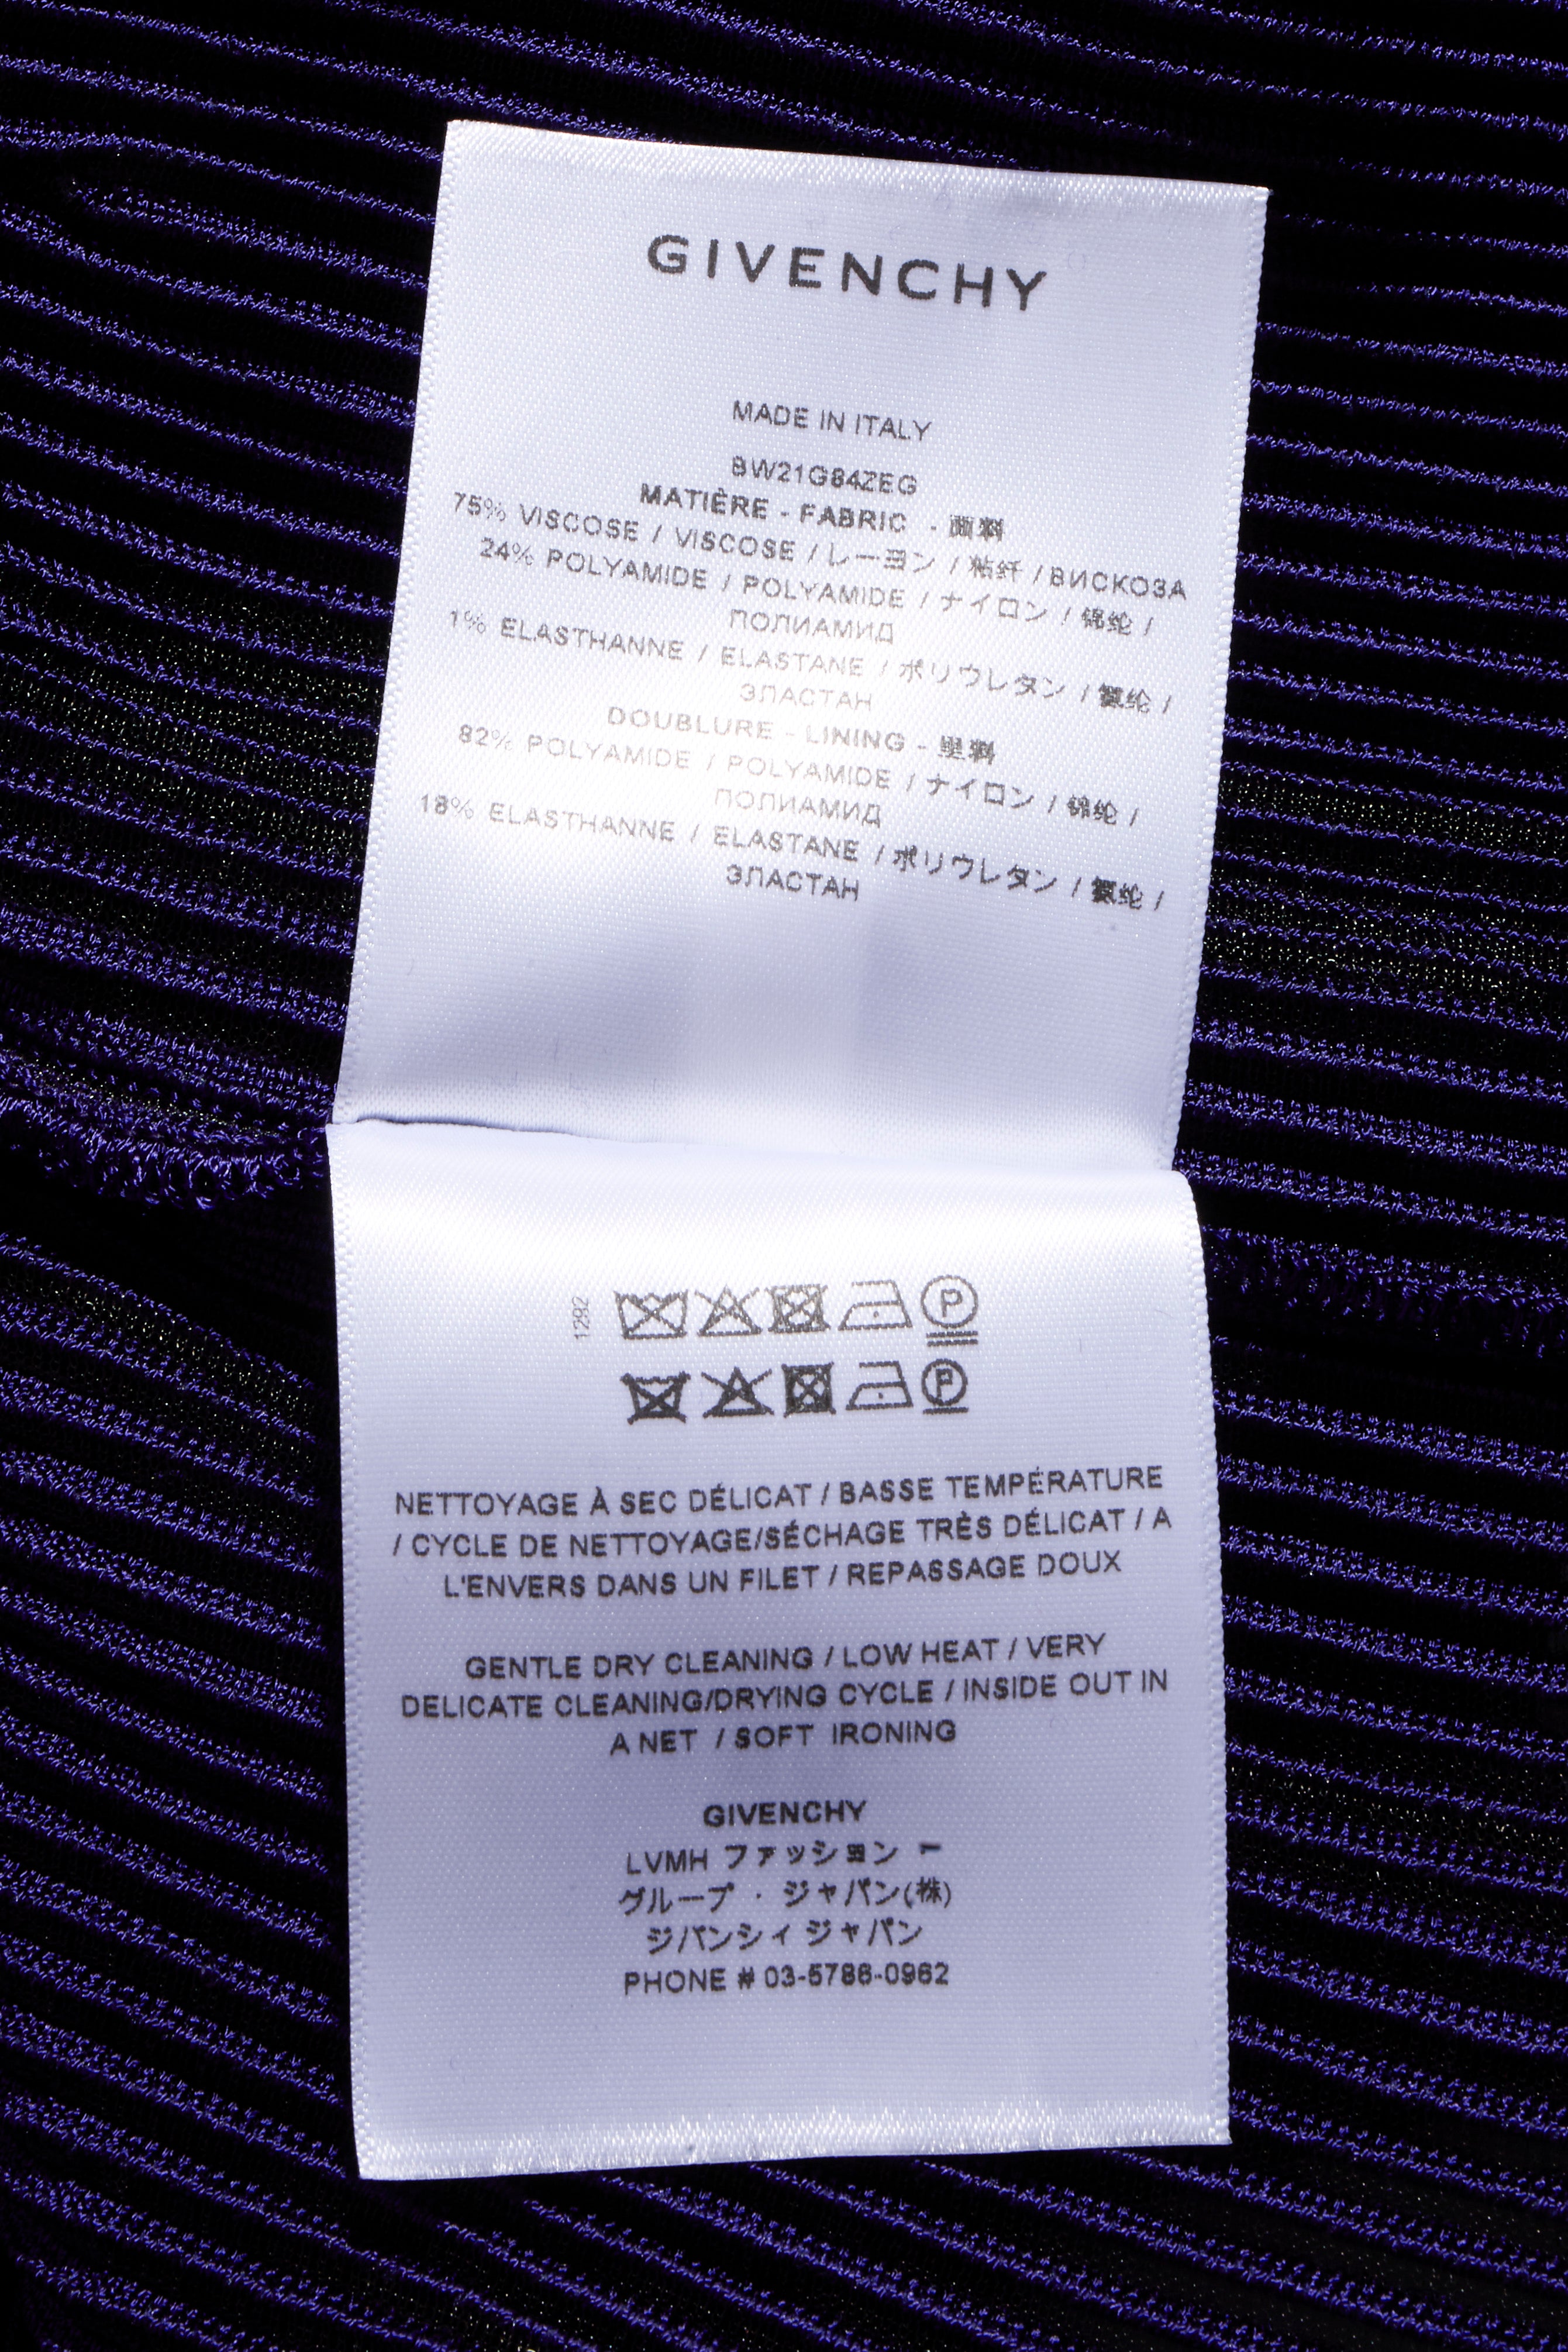 GIVENCHY
MADE IN ITALY
BW21G84ZEG
MATIÈRE - FABRIC - 面料
75% VISCOSE / VISCOSE / レーヨン / 粘纤 / ВИСКОЗА
24% POLYAMIDE / POLYAMIDE / ナイロン / 锦纶 /
ПОЛИАМИД
1% ELASTHANNE / ELASTANE / ポリウレタン / 氨纶 /
ЭЛАСТАН
DOUBLURE - LINING - 里料
82% POLYAMIDE / POLYAMIDE / ナイロン / 锦纶 /
ПОЛИАМИД
18% ELASTHANNE / ELASTANE / ポリウレタン / 氨纶 /
ЭЛАСТАН
1292
P
P
NETTOYAGE À SEC DÉLICAT / BASSE TEMPÉRATURE
/ CYCLE DE NETTOYAGE/SÉCHAGE TRÈS DÉLICAT / A
L'ENVERS DANS UN FILET / REPASSAGE DOUX
GENTLE DRY CLEANING / LOW HEAT / VERY
DELICATE CLEANING/DRYING CYCLE / INSIDE OUT IN
A NET / SOFT IRONING
GIVENCHY
LVMH ファッション ー
グループ · ジャパン(株)
ジバンシィ ジャパン
PHONE # 03-5786-0962